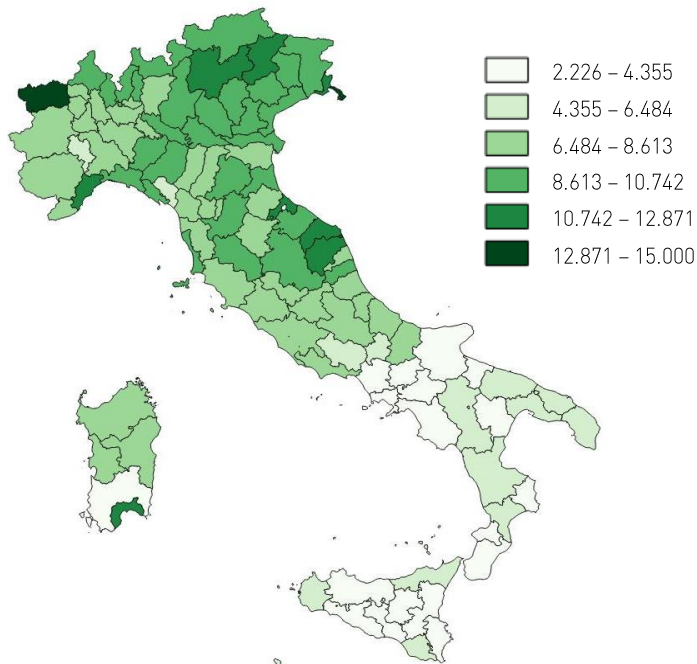 2.226 – 4.355
4.355 – 6.484
6.484 – 8.613
8.613 – 10.742
10.742 – 12.871
12.871 – 15.000